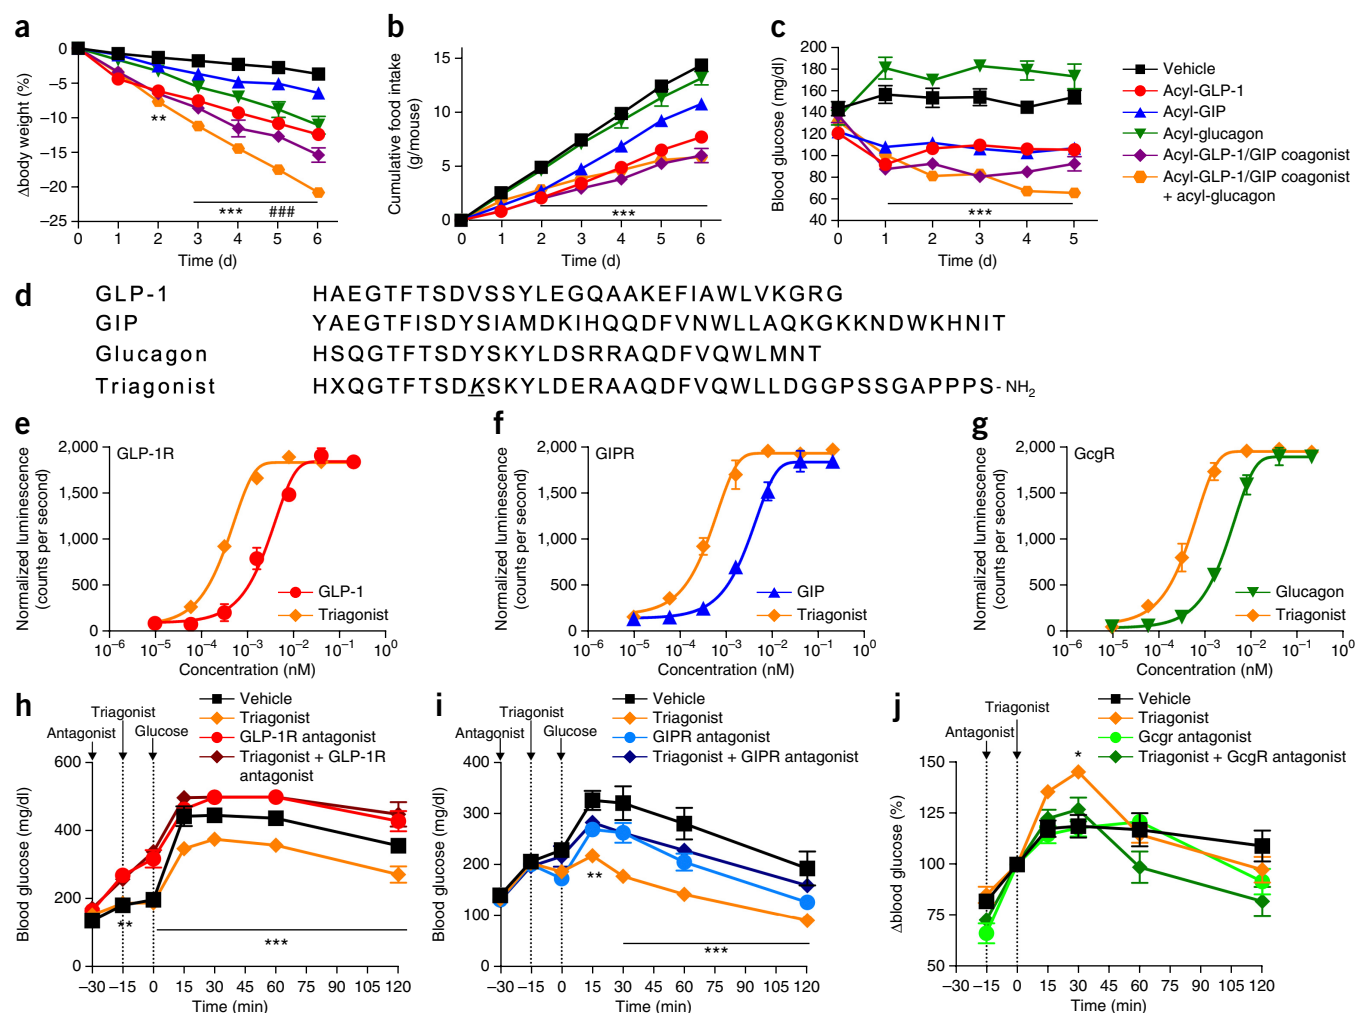 a
Δbody weight (%)
0
−5
−10
−15
−20
−25
**
***
###
0 1 2 3 4 5 6
Time (d)
b
Cumulative food intake
(g/mouse)
15
10
5
0
***
0 1 2 3 4 5 6
Time (d)
c
Blood glucose (mg/dl)
200
180
160
140
120
100
80
60
40
***
0 1 2 3 4 5
Time (d)
Vehicle
Acyl-GLP-1
Acyl-GIP
Acyl-glucagon
Acyl-GLP-1/GIP coagonist
Acyl-GLP-1/GIP coagonist
+ acyl-glucagon
d
GLP-1 HAEGTFTSDVSSYLEGQAAKEFIAWLVKGRG
GIP YAEGTFISDYSIAMDKIHQQDFVNWLLAQKGKKNDWKHNIT
Glucagon HSQGTFTSDYSKYLDSRRAQDFVQWLMNT
Triagonist HXQGTFTSDKSKYLDERAAQDFVQWLLDGGPSSGAPPPS-NH2
e
Normalized luminescence
(counts per second)
2,000
1,500
1,000
500
0
GLP-1R
GLP-1
Triagonist
10−6 10−5 10−4 10−3 10−2 10−1 100
Concentration (nM)
f
Normalized luminescence
(counts per second)
2,000
1,500
1,000
500
0
GIPR
GIP
Triagonist
10−6 10−5 10−4 10−3 10−2 10−1 100
Concentration (nM)
g
Normalized luminescence
(counts per second)
2,000
1,500
1,000
500
0
GcgR
Glucagon
Triagonist
10−6 10−5 10−4 10−3 10−2 10−1 100
Concentration (nM)
h
Vehicle
Triagonist
GLP-1R antagonist
Triagonist + GLP-1R
antagonist
Triagonist
Antagonist
Glucose
Blood glucose (mg/dl)
600
400
200
0
**
***
−30 −15 0 15 30 45 60 75 90 105 120
Time (min)
i
Vehicle
Triagonist
GIPR antagonist
Triagonist + GIPR antagonist
Triagonist
Antagonist
Glucose
Blood glucose (mg/dl)
400
300
200
100
0
**
***
−30 −15 0 15 30 45 60 75 90 105 120
Time (min)
j
Vehicle
Triagonist
Gcgr antagonist
Triagonist + GcgR antagonist
Triagonist
Antagonist
Δblood glucose (%)
150
125
100
75
50
*
−30 −15 0 15 30 45 60 75 90 105 120
Time (min)